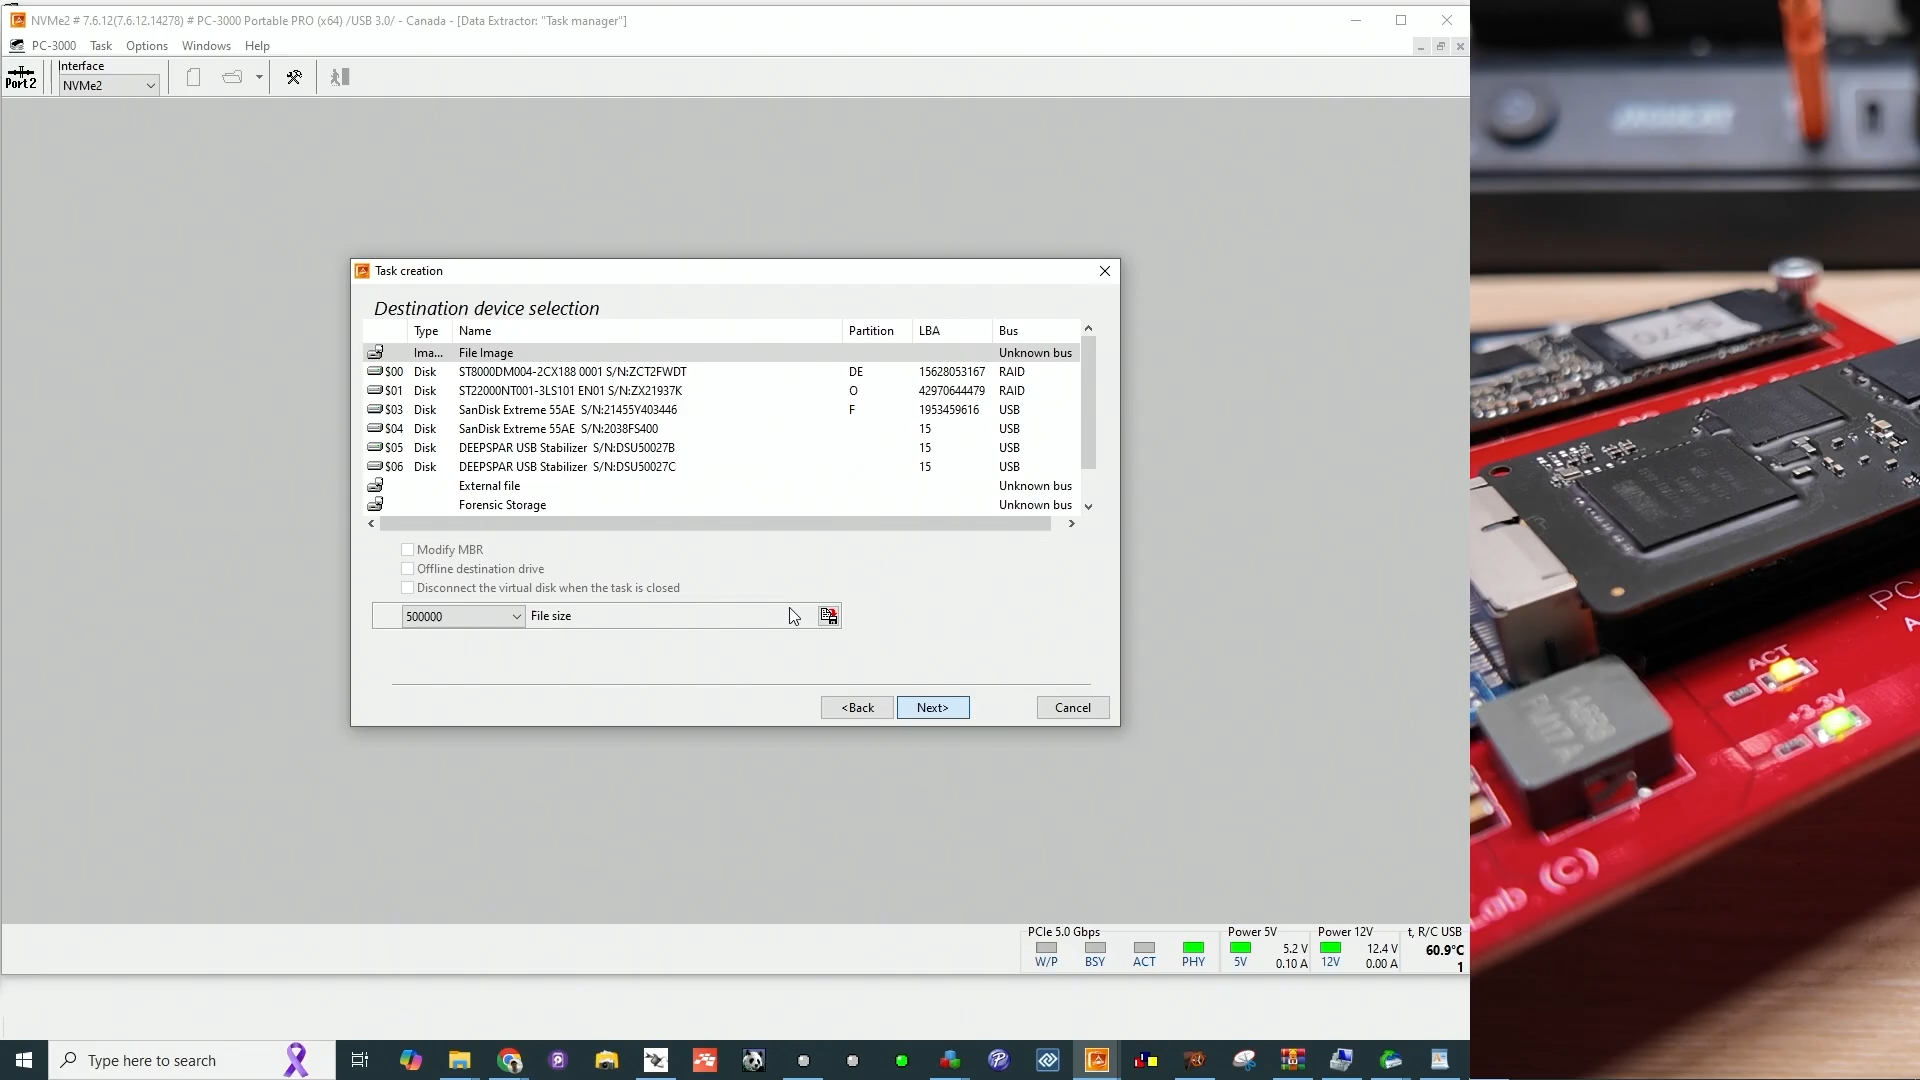 NVMe2 # 7.6.12(7.6.12.14278) # PC-3000 Portable PRO (x64) /USB 3.0/ - Canada - [Data Extractor: "Task manager"]
PC-3000 Task Options Windows Help
Port2
Interface
NVMe2
Task creation
Destination device selection
Type Name Partition LBA Bus
Ima... File Image Unknown bus
$00 Disk ST8000DM004-2CX188 0001 S/N:ZCT2FWDT DE 15628053167 RAID
$01 Disk ST22000NT001-3LS101 EN01 S/N:ZX21937K O 42970644479 RAID
$03 Disk SanDisk Extreme 55AE S/N:21455Y403446 F 1953459616 USB
$04 Disk SanDisk Extreme 55AE S/N:2038FS400 15 USB
$05 Disk DEEPSPAR USB Stabilizer S/N:DSU50027B 15 USB
$06 Disk DEEPSPAR USB Stabilizer S/N:DSU50027C 15 USB
External file Unknown bus
Forensic Storage Unknown bus
Modify MBR
Offline destination drive
Disconnect the virtual disk when the task is closed
500000 File size
<Back Next> Cancel
PCIe 5.0 Gbps Power 5V Power 12V t, R/C USB
5.2 V 12.4 V 60.9°C
W/P BSY ACT PHY 5V 0.10 A 12V 0.00 A 1
Type here to search
ACT
+3.3V
PC
(C)